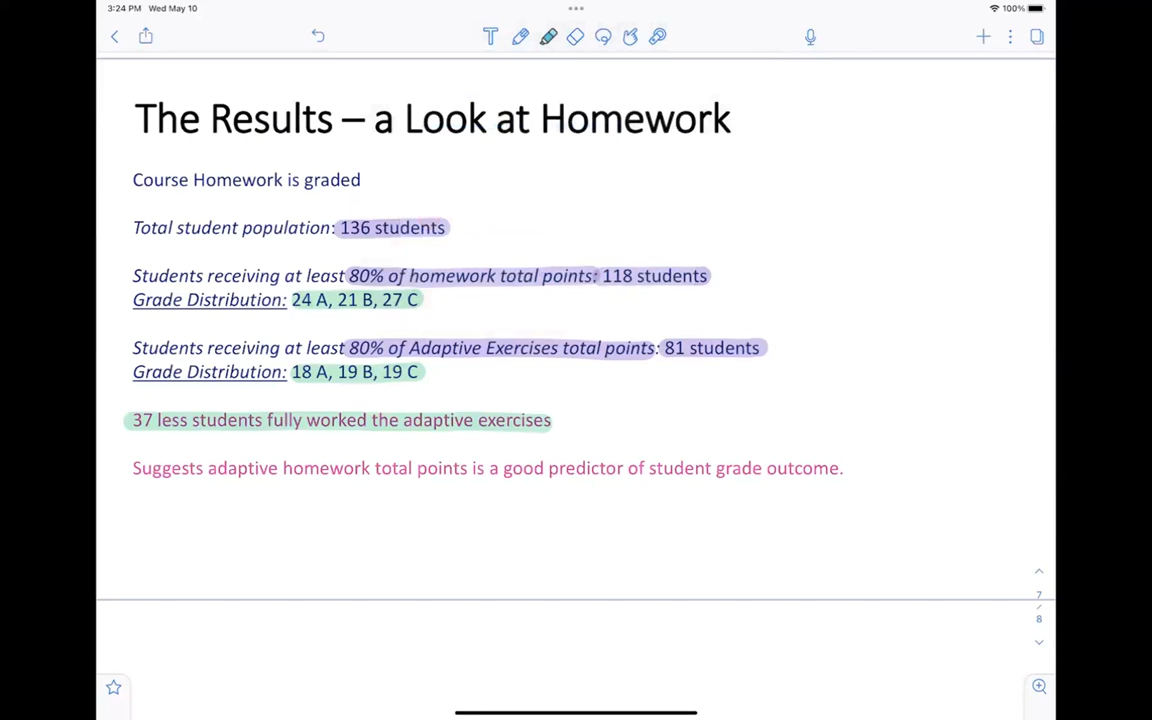 3:24 PM Wed May 10
100%
The Results – a Look at Homework
Course Homework is graded
Total student population: 136 students
Students receiving at least 80% of homework total points: 118 students
Grade Distribution: 24 A, 21 B, 27 C
Students receiving at least 80% of Adaptive Exercises total points: 81 students
Grade Distribution: 18 A, 19 B, 19 C
37 less students fully worked the adaptive exercises
Suggests adaptive homework total points is a good predictor of student grade outcome.
7
/
8